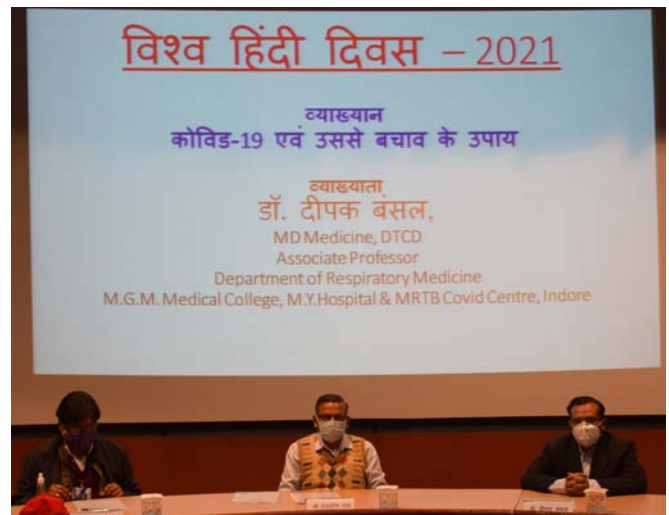 विश्व हिंदी दिवस – 2021
व्याख्यान
कोविड-19 एवं उससे बचाव के उपाय
व्याख्याता
डॉ. दीपक बंसल,
MD Medicine, DTCD
Associate Professor
Department of Respiratory Medicine
M.G.M. Medical College, M.Y.Hospital & MRTB Covid Centre, Indore